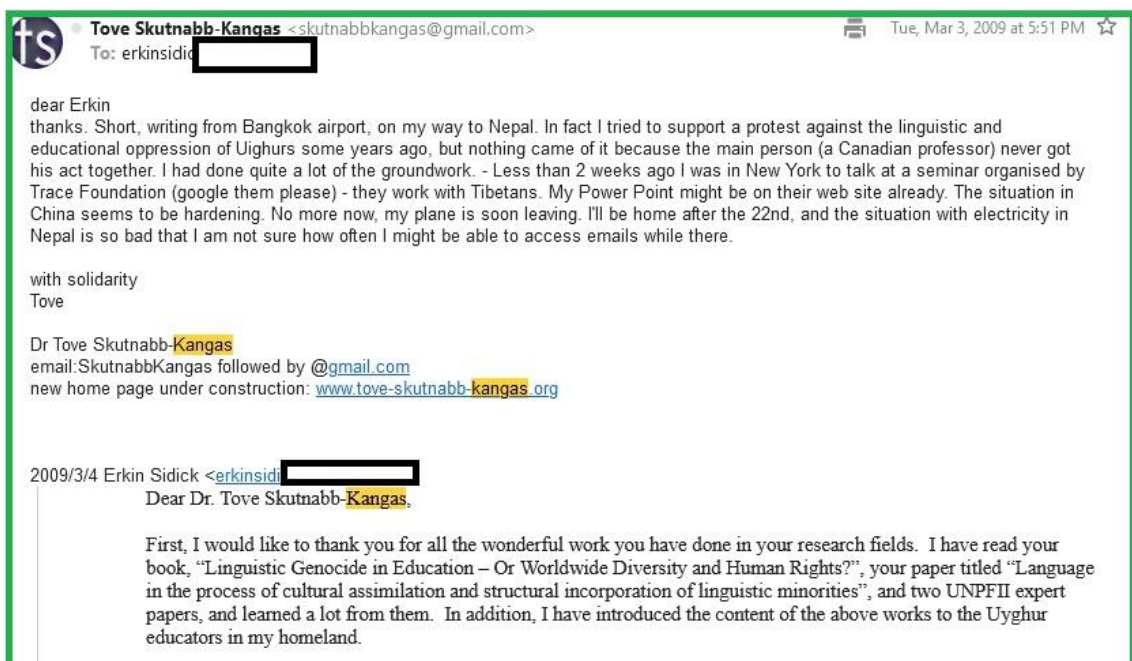 ts
Tove Skutnabb-Kangas <skutnabbkangas@gmail.com>
Tue, Mar 3, 2009 at 5:51 PM
To: erkinsidic
dear Erkin
thanks. Short, writing from Bangkok airport, on my way to Nepal. In fact I tried to support a protest against the linguistic and
educational oppression of Uighurs some years ago, but nothing came of it because the main person (a Canadian professor) never got
his act together. I had done quite a lot of the groundwork. - Less than 2 weeks ago I was in New York to talk at a seminar organised by
Trace Foundation (google them please) - they work with Tibetans. My Power Point might be on their web site already. The situation in
China seems to be hardening. No more now, my plane is soon leaving. I'll be home after the 22nd, and the situation with electricity in
Nepal is so bad that I am not sure how often I might be able to access emails while there.
with solidarity
Tove
Dr Tove Skutnabb-Kangas
email:SkutnabbKangas followed by @gmail.com
new home page under construction: www.tove-skutnabb-kangas.org
2009/3/4 Erkin Sidick <erkinsidi
Dear Dr. Tove Skutnabb-Kangas,
First, I would like to thank you for all the wonderful work you have done in your research fields.  I have read your
book, “Linguistic Genocide in Education – Or Worldwide Diversity and Human Rights?”, your paper titled “Language
in the process of cultural assimilation and structural incorporation of linguistic minorities”, and two UNPFII expert
papers, and learned a lot from them.  In addition, I have introduced the content of the above works to the Uyghur
educators in my homeland.